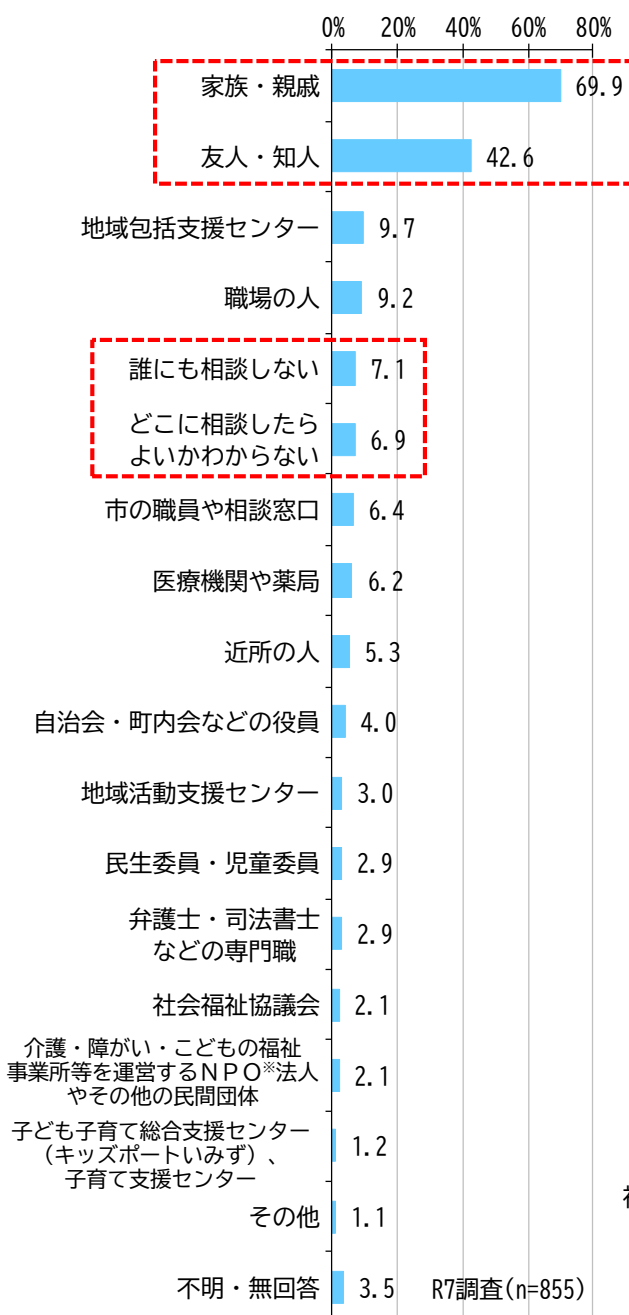 0% 20% 40% 60% 80%
家族・親戚 69.9
友人・知人 42.6
地域包括支援センター 9.7
職場の人 9.2
誰にも相談しない 7.1
どこに相談したら
よいかわからない 6.9
市の職員や相談窓口 6.4
医療機関や薬局 6.2
近所の人 5.3
自治会・町内会などの役員 4.0
地域活動支援センター 3.0
民生委員・児童委員 2.9
弁護士・司法書士
などの専門職 2.9
社会福祉協議会 2.1
介護・障がい・こどもの福祉
事業所等を運営するNPO※法人 2.1
やその他の民間団体
子ども子育て総合支援センター
(キッズポートいみず)、 1.2
子育て支援センター
その他 1.1
不明・無回答 3.5 R7調査(n=855)